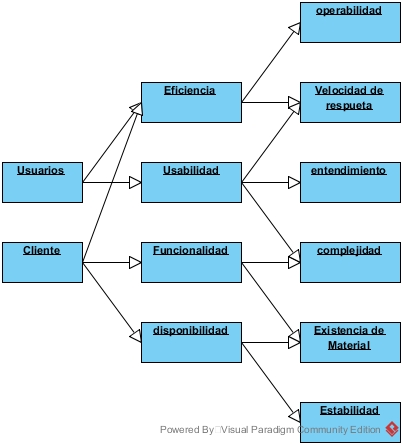 operabilidad
Eficiencia
Velocidad de
respueta
Usuarios
Usabilidad
entendimiento
Cliente
Funcionalidad
complejidad
disponibilidad
Existencia de
Material
Estabilidad
Powered By Visual Paradigm Community Edition